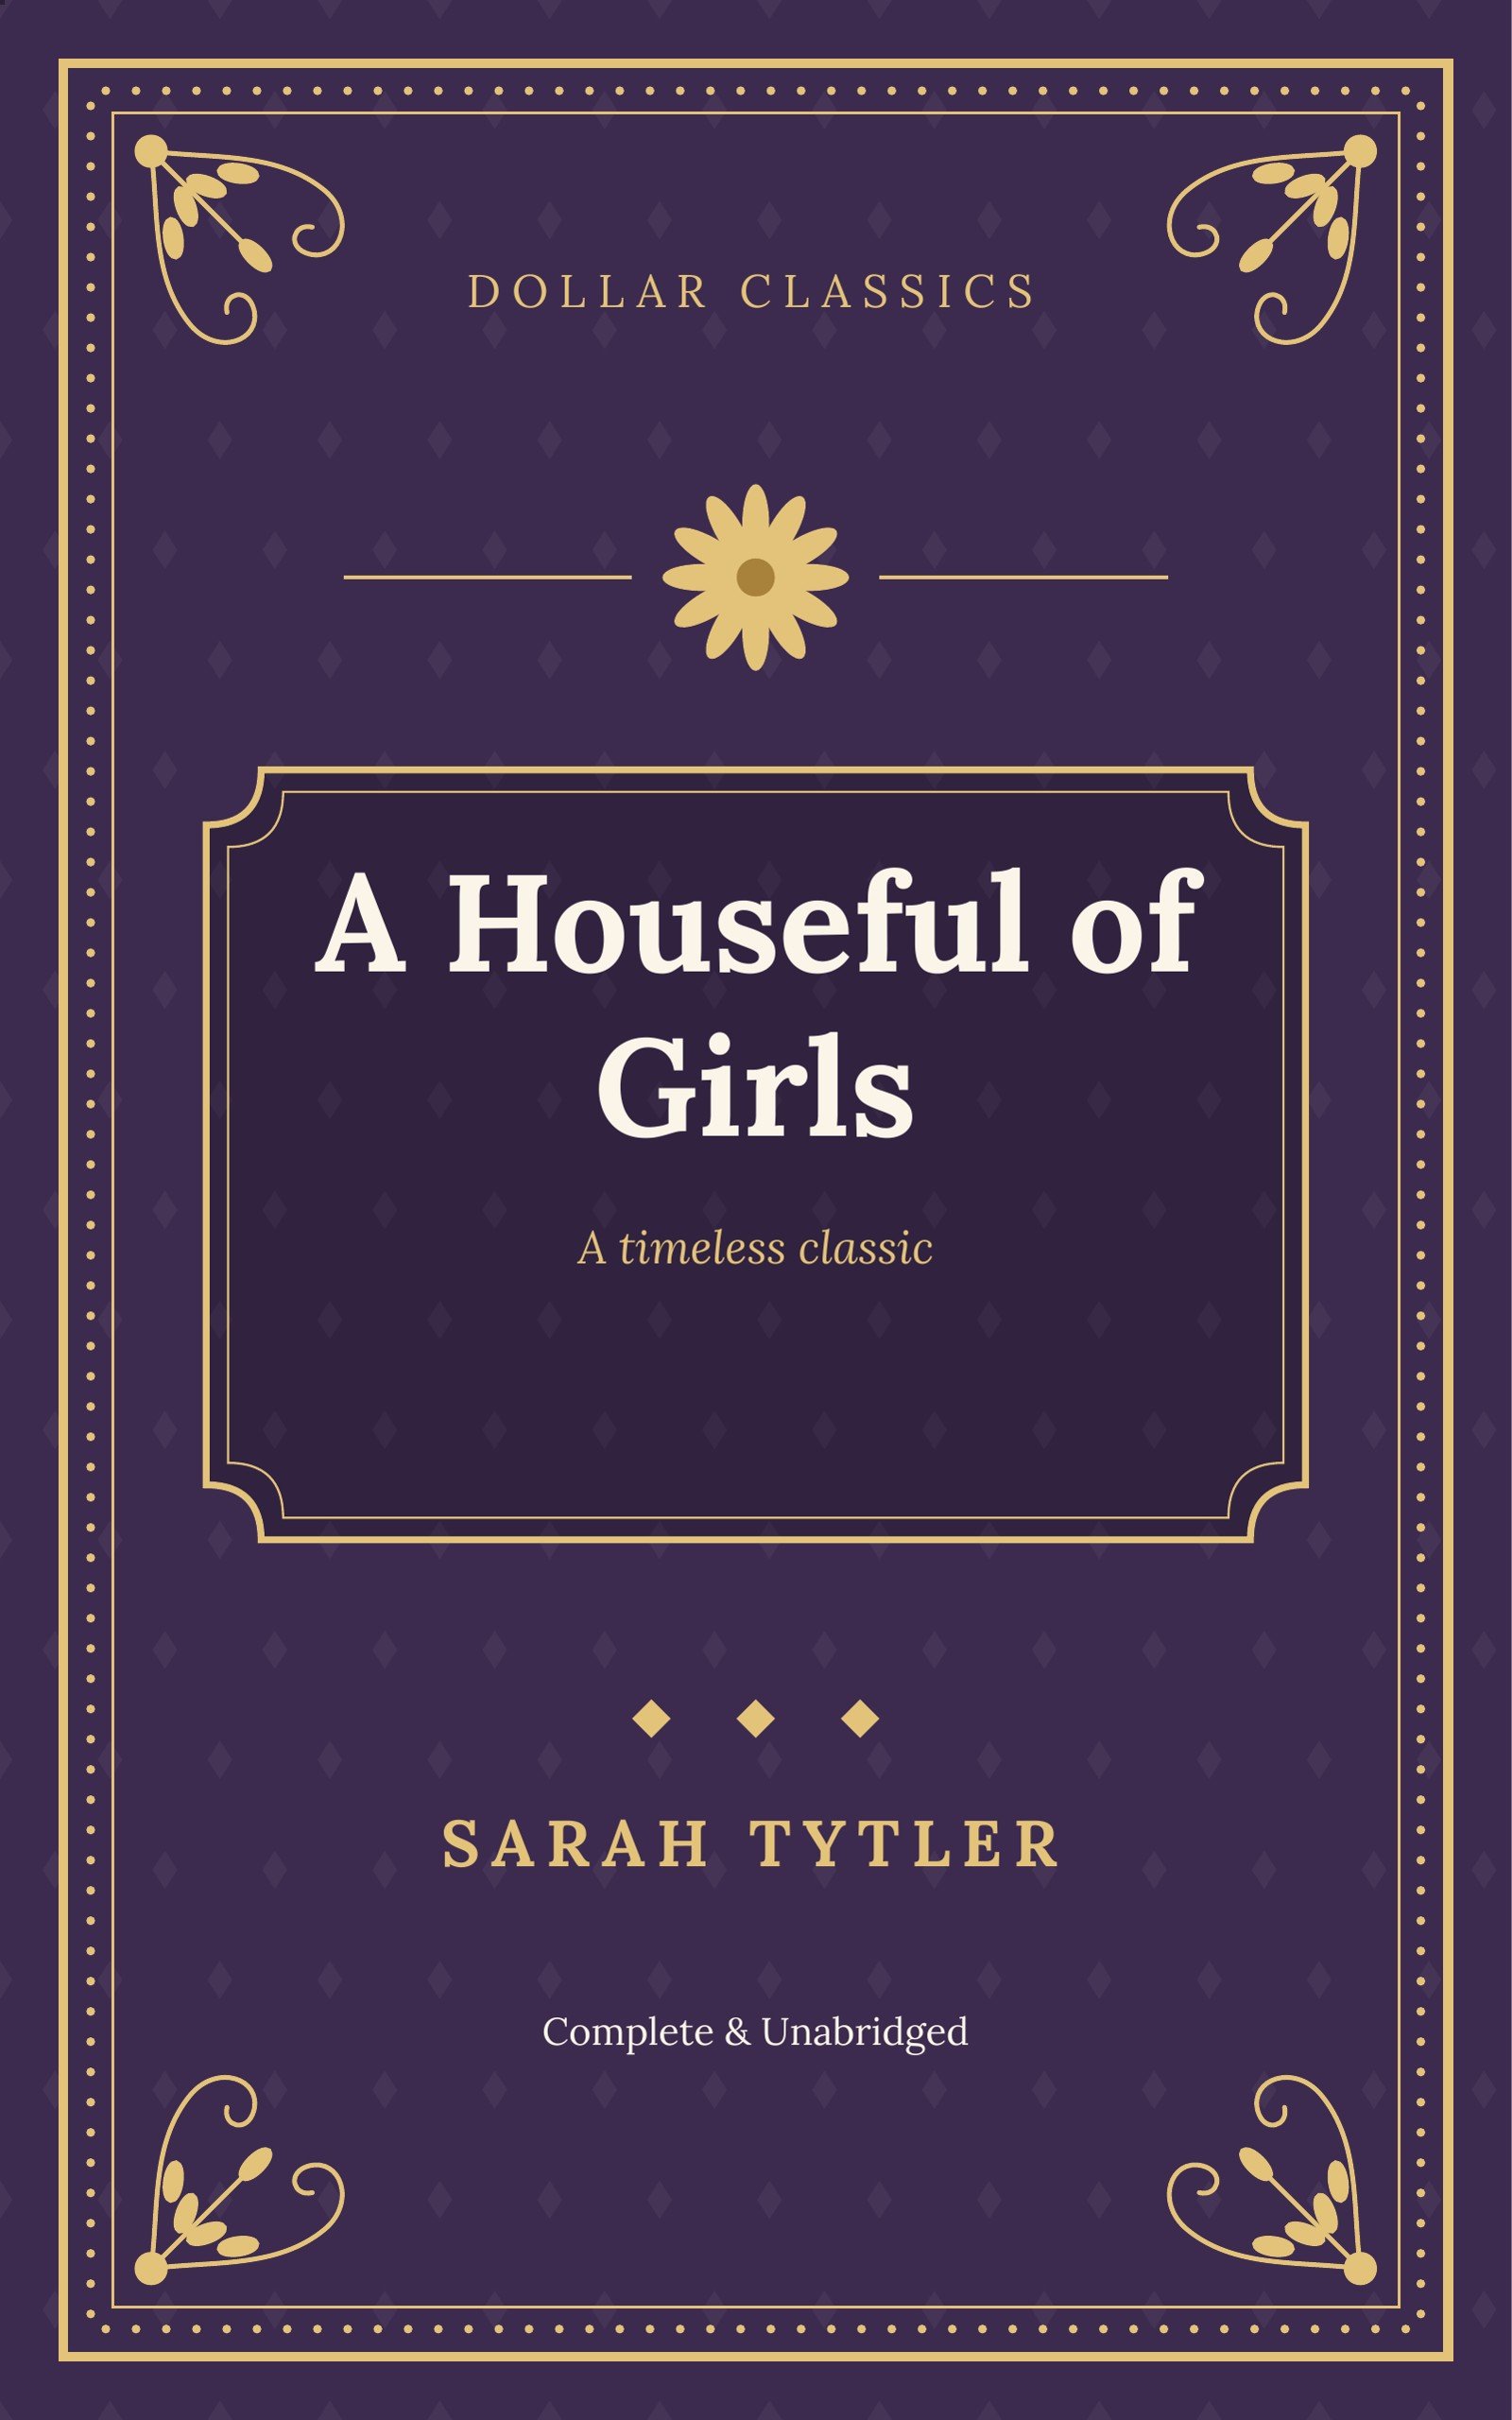 DOLLAR CLASSICS
A Houseful of
Girls
A timeless classic
SARAH TYTLER
Complete & Unabridged